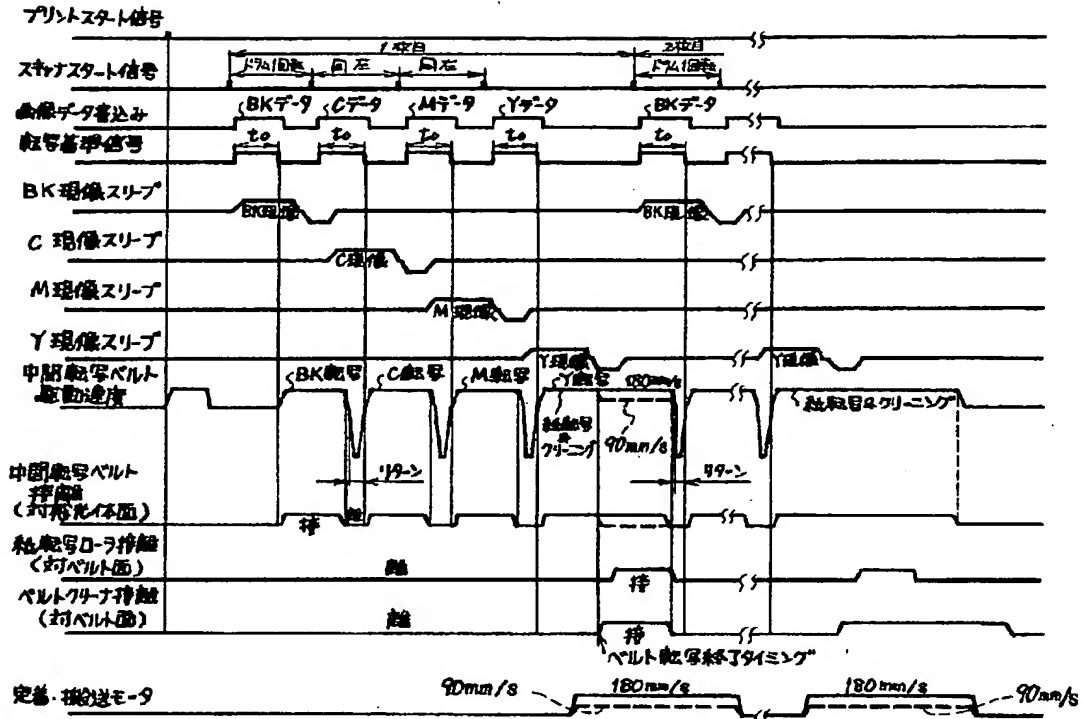 プリントスタート信号
1枚目
2枚目
スキャナスタート信号
ドラム1回転
同左
同左
ドラム1回転
画像データ書込み
BKデータ
Cデータ
Mデータ
Yデータ
BKデータ
転写基準信号
to
to
to
to
to
BK現像スリーブ
BK現像
BK現像
C現像スリーブ
C現像
M現像スリーブ
M現像
Y現像スリーブ
Y現像
Y現像
中間転写ベルト
駆動速度
BK転写
C転写
M転写
Y転写
180mm/s
紙転写&クリーニング
紙転写
&
クリーニング
90mm/s
中間転写ベルト
接離
(対感光体面)
リターン
リターン
接
離
紙転写ローラ接離
(対ベルト面)
離
接
ベルトクリーナ接離
(対ベルト面)
離
接
ベルト転写終了タイミング
定着・搬送モータ
90mm/s
180mm/s
180mm/s
90mm/s